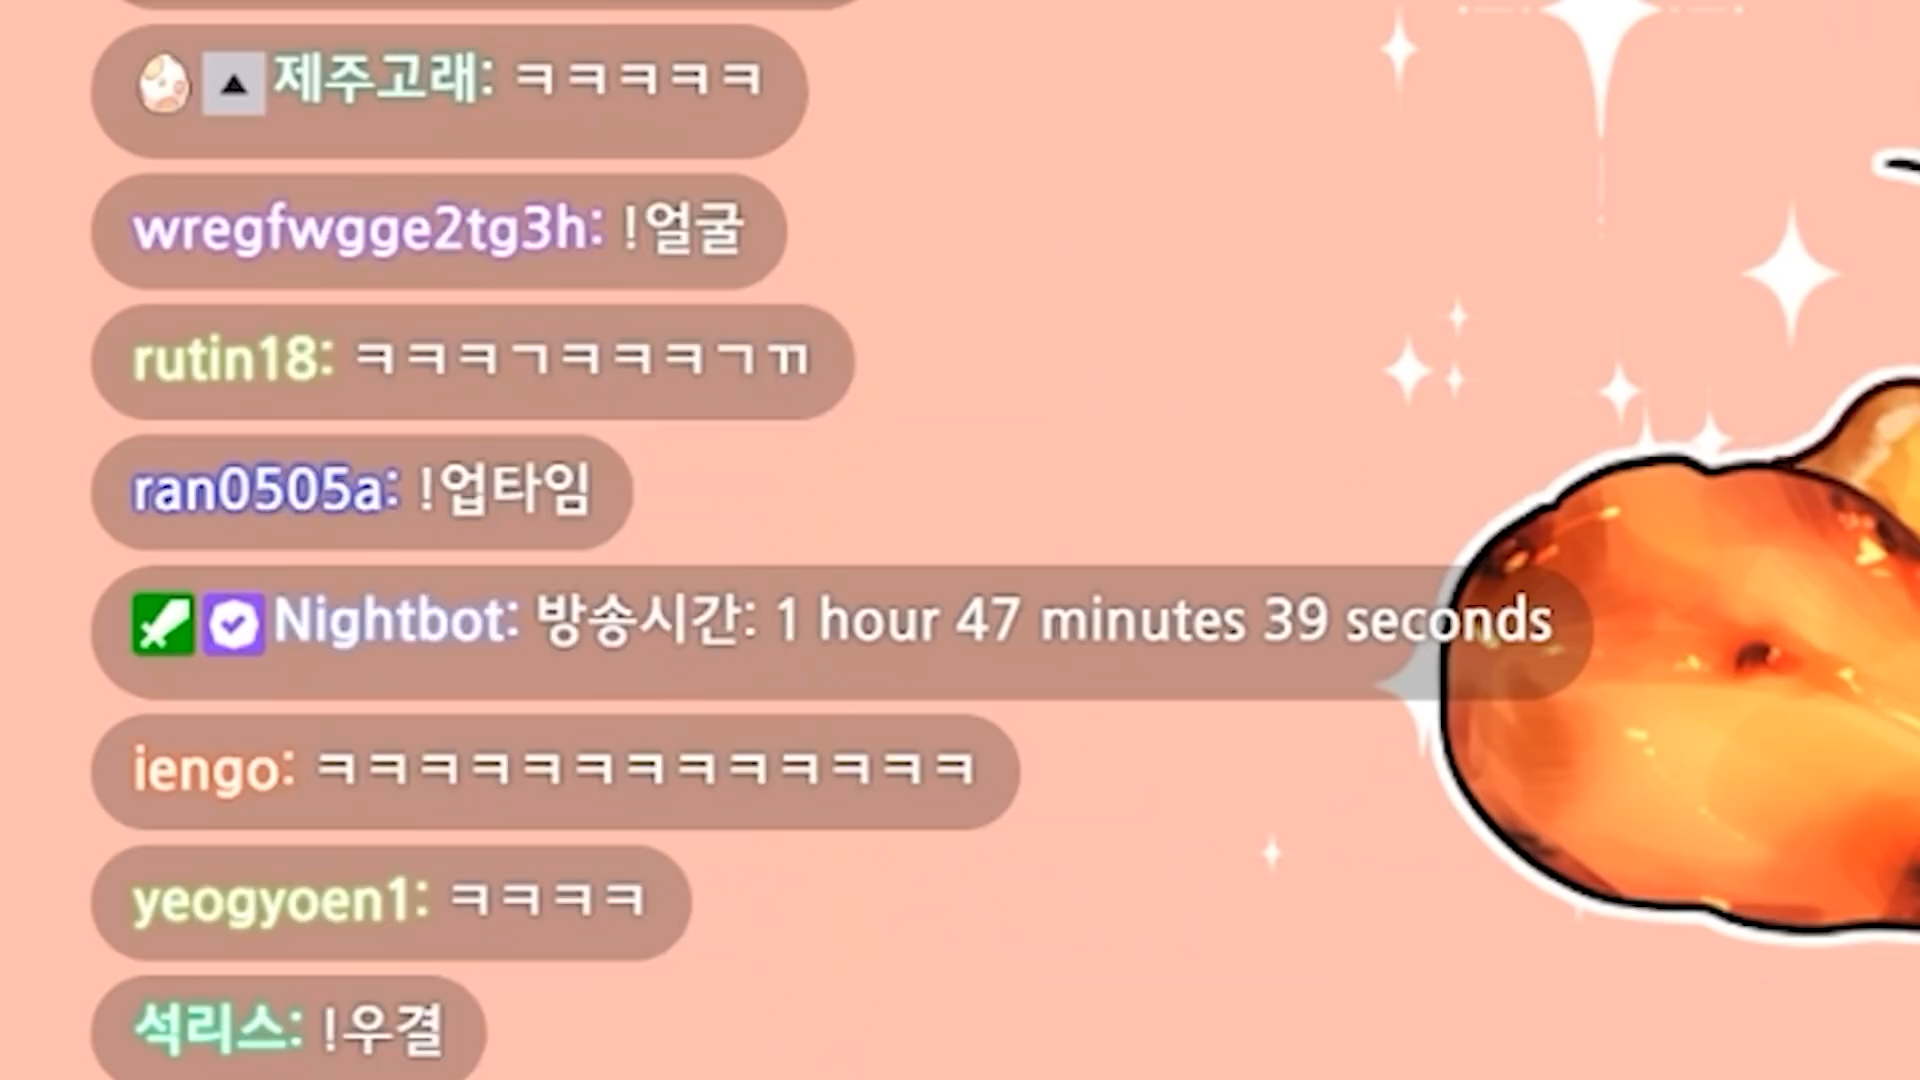 제주고래: ㅋㅋㅋㅋㅋ
wregfwgge2tg3h: !얼굴
rutin18: ㅋㅋㅋㄱㅋㅋㅋㄱㄲ
ran0505a: !업타임
Nightbot: 방송시간: 1 hour 47 minutes 39 seconds
iengo: ㅋㅋㅋㅋㅋㅋㅋㅋㅋㅋㅋㅋㅋ
yeogyoen1: ㅋㅋㅋㅋ
석리스: !우결